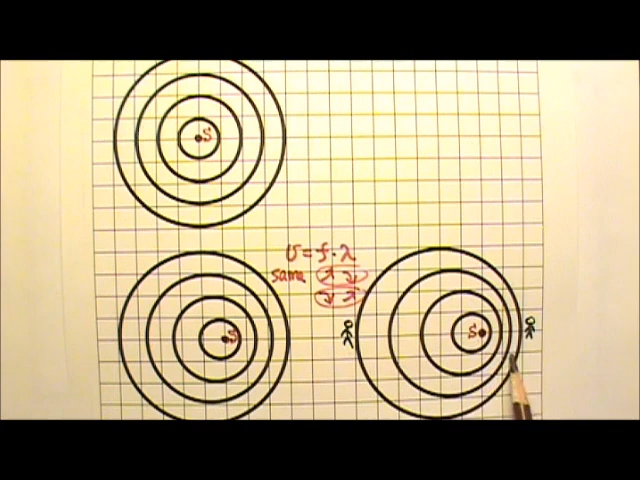 S
v = f · λ
same ↗ ↘
↘ ↗
S
S